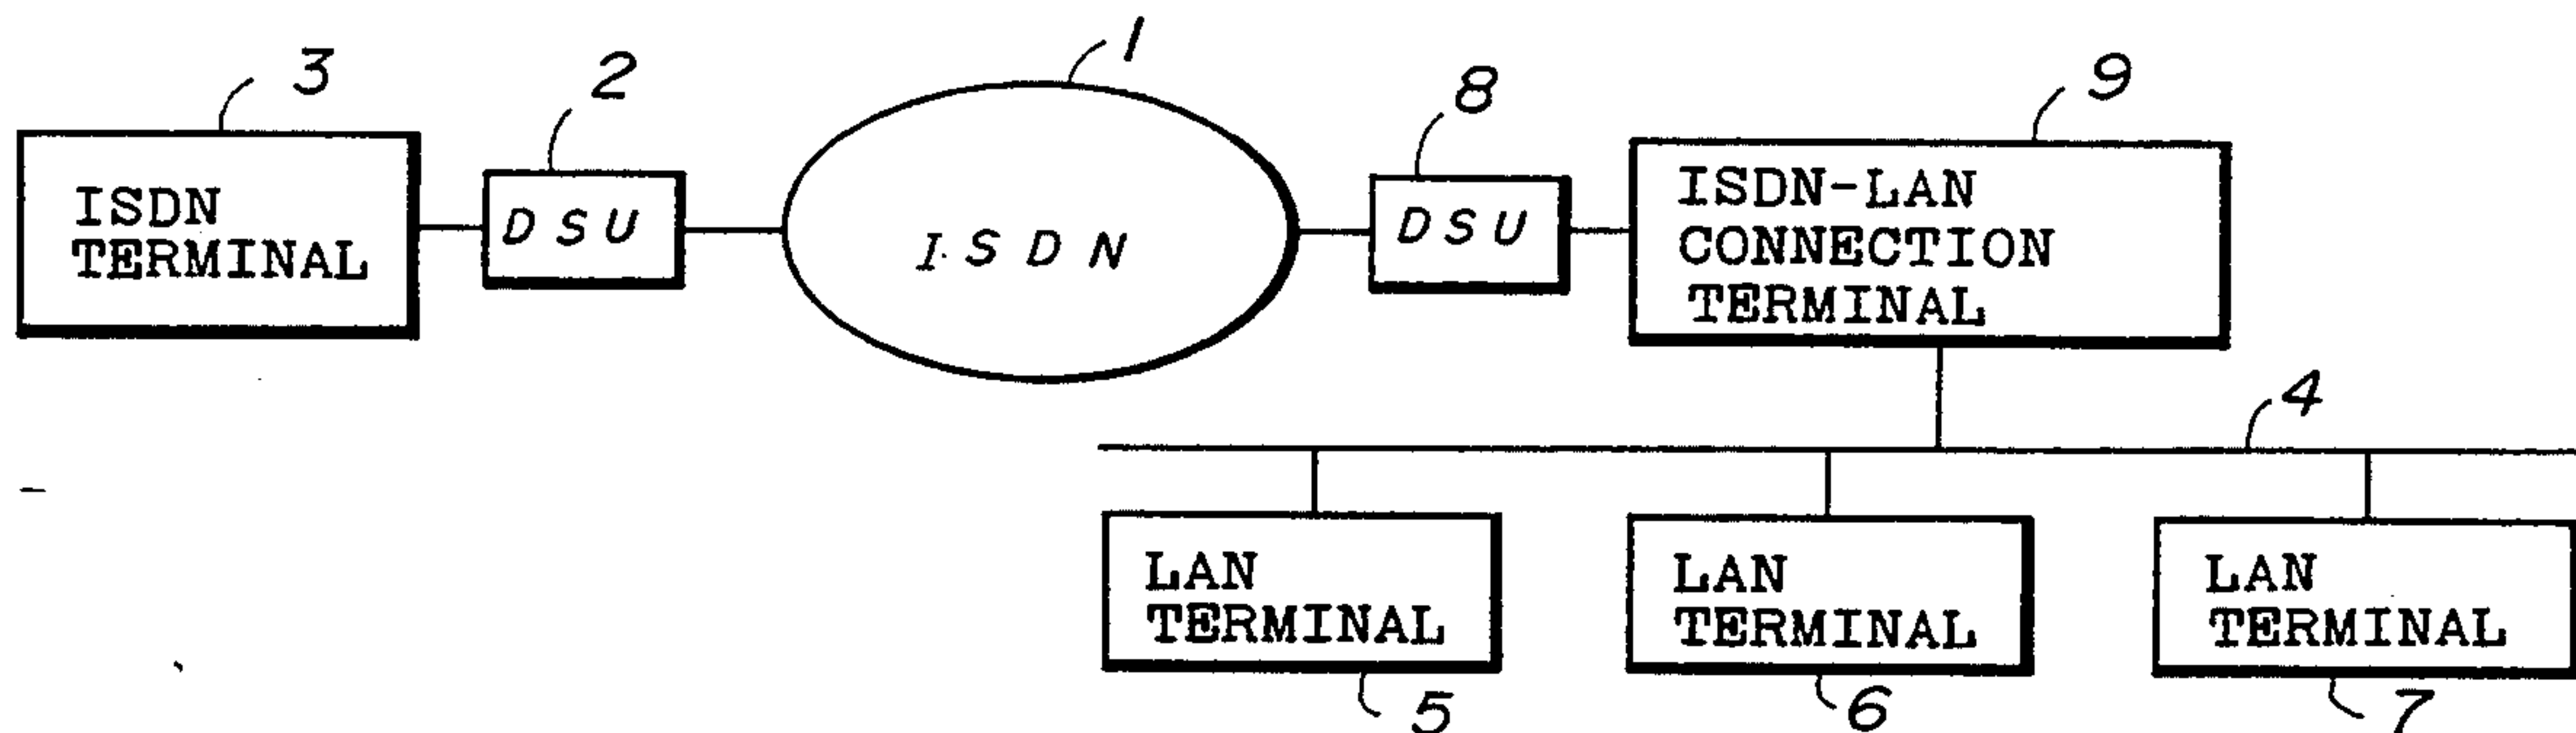 1
3
2
8
9
ISDN
TERMINAL
DSU
ISDN
DSU
ISDN-LAN
CONNECTION
TERMINAL
4
LAN
TERMINAL
LAN
TERMINAL
LAN
TERMINAL
5
6
7